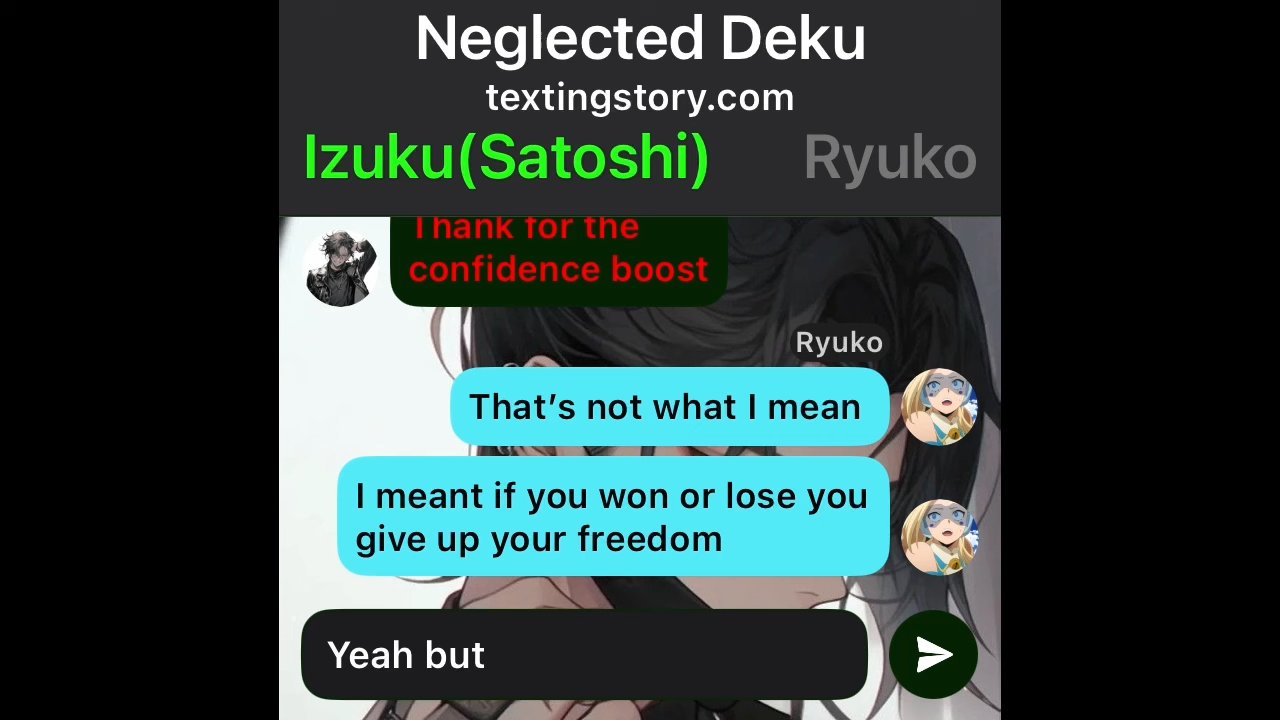 Neglected Deku
textingstory.com
Izuku(Satoshi) Ryuko
Thank for the
confidence boost
Ryuko
That's not what I mean
I meant if you won or lose you
give up your freedom
Yeah but